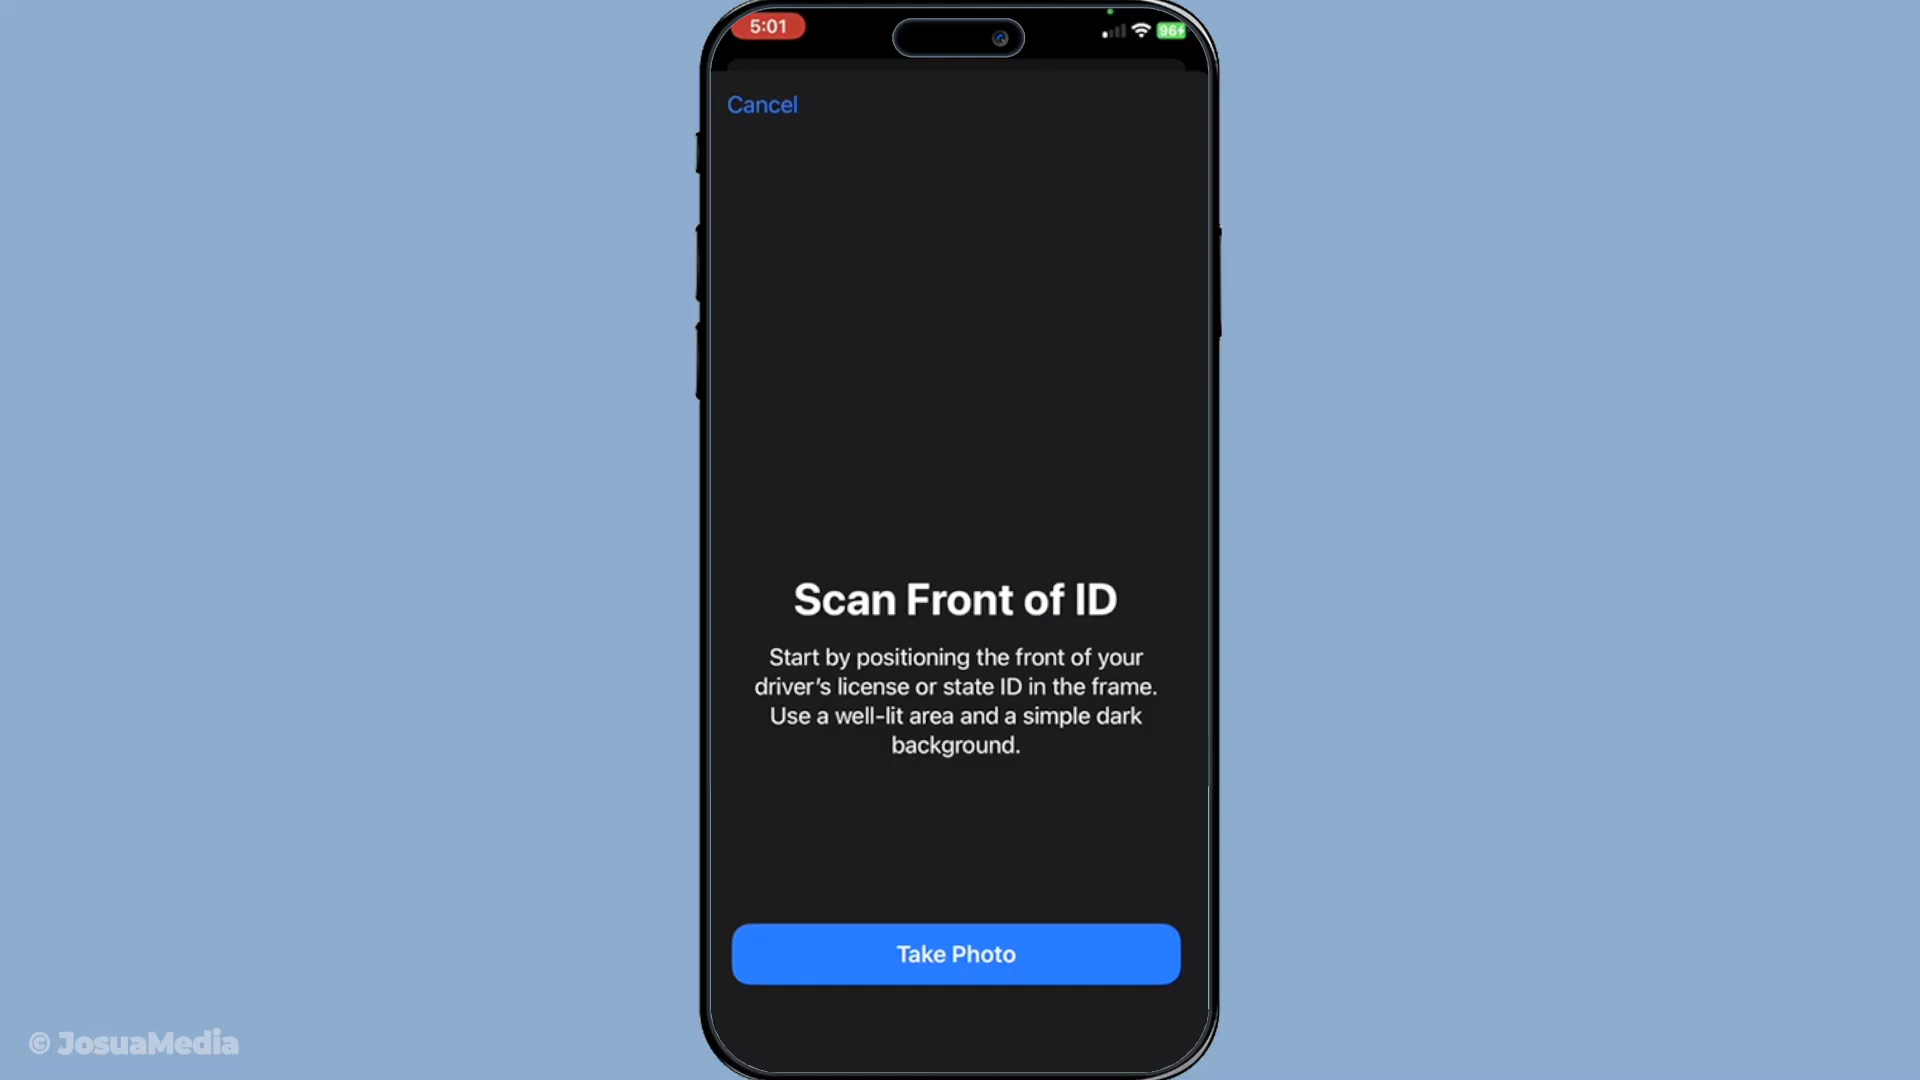 5:01
96
Cancel
Scan Front of ID
Start by positioning the front of your
driver's license or state ID in the frame.
Use a well-lit area and a simple dark
background.
Take Photo
© JosuaMedia